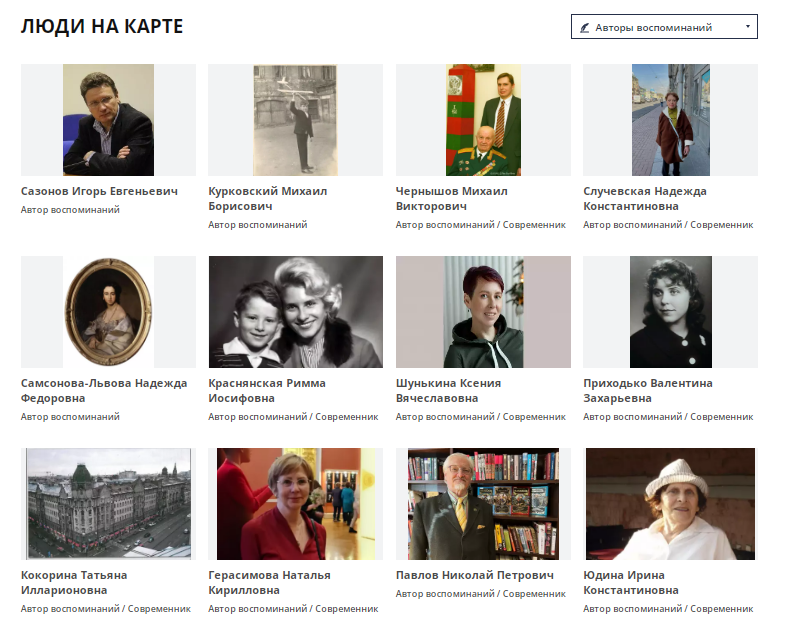 ЛЮДИ НА КАРТЕ
Авторы воспоминаний
Сазонов Игорь Евгеньевич
Автор воспоминаний
Курковский Михаил
Борисович
Автор воспоминаний
Чернышов Михаил
Викторович
Автор воспоминаний / Современник
Случевская Надежда
Константиновна
Автор воспоминаний / Современник
Самсонова-Львова Надежда
Федоровна
Автор воспоминаний
Краснянская Римма
Иосифовна
Автор воспоминаний / Современник
Шунькина Ксения
Вячеславовна
Автор воспоминаний / Современник
Приходько Валентина
Захарьевна
Автор воспоминаний / Современник
Кокорина Татьяна
Илларионовна
Автор воспоминаний / Современник
Герасимова Наталья
Кирилловна
Автор воспоминаний / Современник
Павлов Николай Петрович
Автор воспоминаний / Современник
Юдина Ирина
Константиновна
Автор воспоминаний / Современник